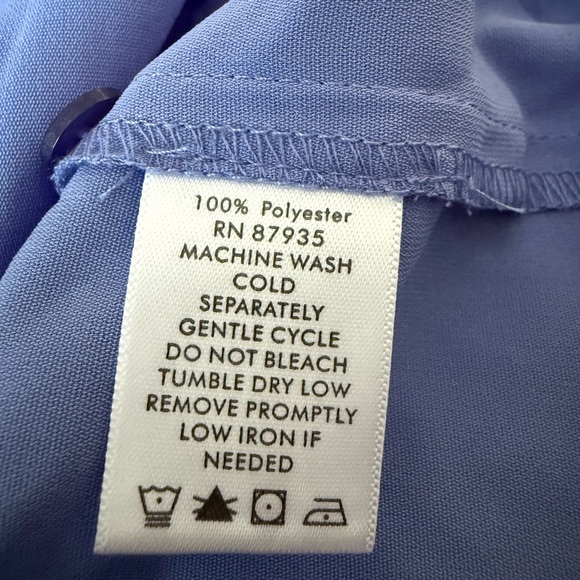 100% Polyester
RN 87935
MACHINE WASH
COLD
SEPARATELY
GENTLE CYCLE
DO NOT BLEACH
TUMBLE DRY LOW
REMOVE PROMPTLY
LOW IRON IF
NEEDED